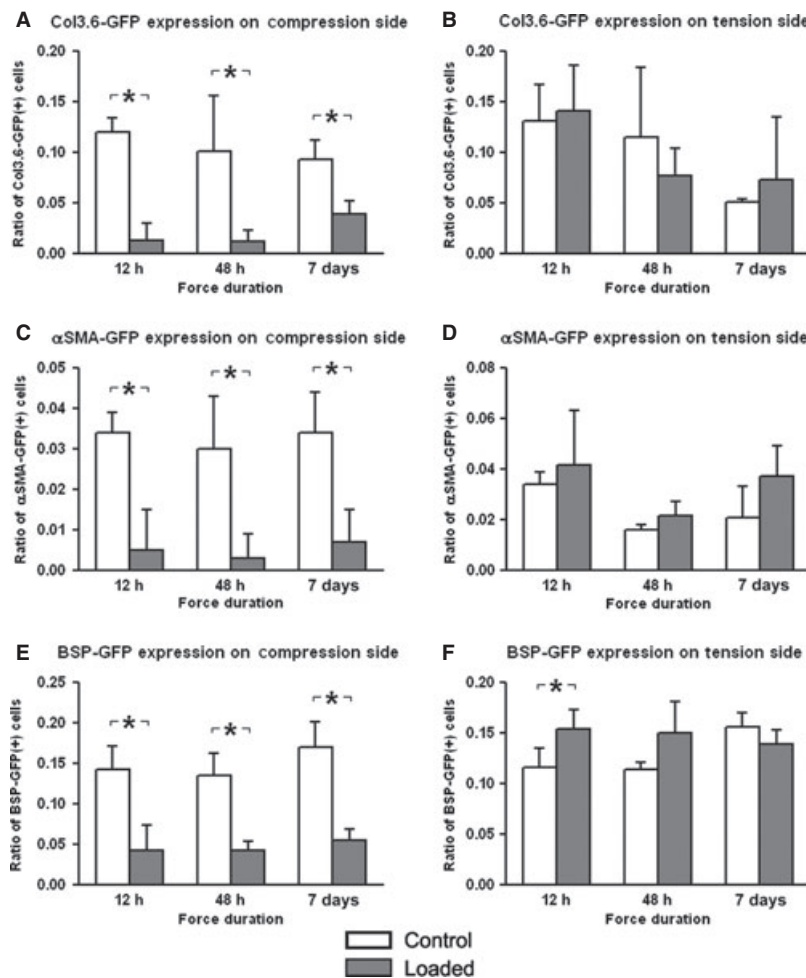 A Col3.6-GFP expression on compression side
Ratio of Col3.6-GFP(+) cells
0.20
0.15
0.10
0.05
0.00
* * *
12 h 48 h 7 days
Force duration
B Col3.6-GFP expression on tension side
Ratio of Col3.6-GFP(+) cells
0.20
0.15
0.10
0.05
0.00
12 h 48 h 7 days
Force duration
C αSMA-GFP expression on compression side
Ratio of αSMA-GFP(+) cells
0.05
0.04
0.03
0.02
0.01
0.00
* * *
12 h 48 h 7 days
Force duration
D αSMA-GFP expression on tension side
Ratio of αSMA-GFP(+) cells
0.08
0.06
0.04
0.02
0.00
12 h 48 h 7 days
Force duration
E BSP-GFP expression on compression side
Ratio of BSP-GFP(+) cells
0.25
0.20
0.15
0.10
0.05
0.00
* * *
12 h 48 h 7 days
Force duration
F BSP-GFP expression on tension side
Ratio of BSP-GFP(+) cells
0.20
0.15
0.10
0.05
0.00
*
12 h 48 h 7 days
Force duration
Control
Loaded